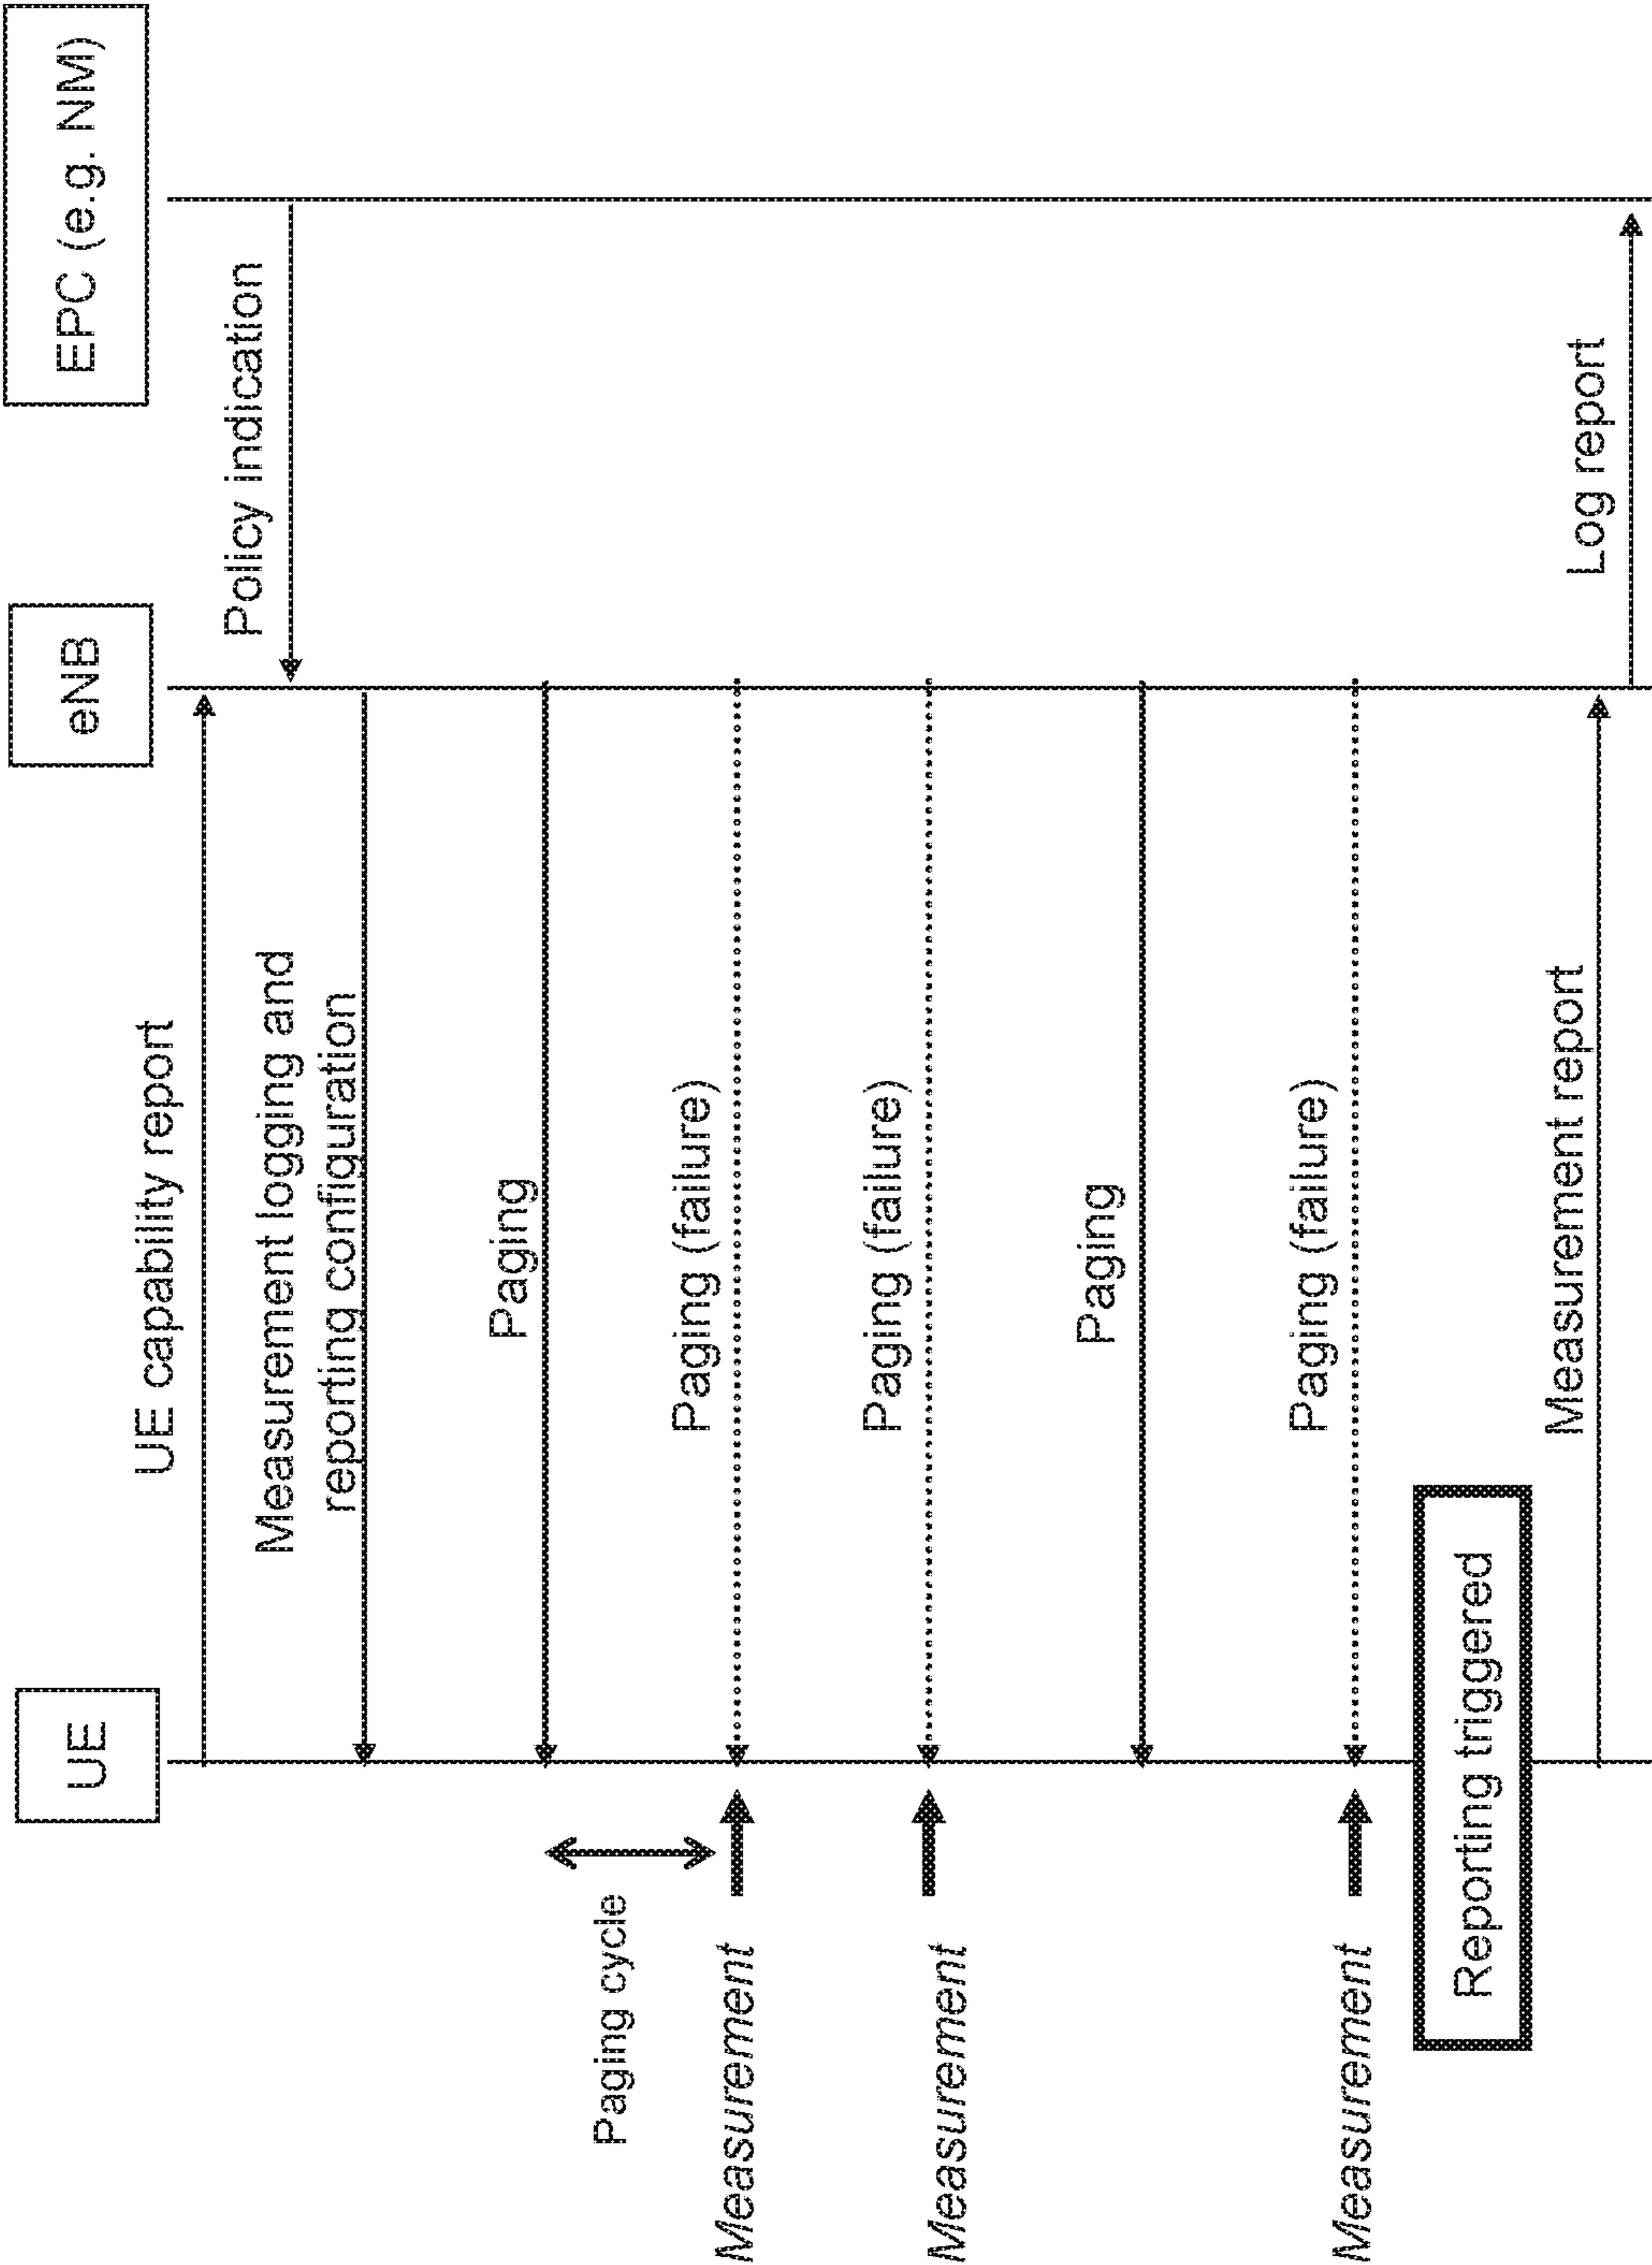 UE
eNB
EPC (e.g. NM)
UE capability report
Policy indication
Measurement logging and
reporting configuration
Paging
Paging cycle
Paging (failure)
Measurement
Paging (failure)
Measurement
Paging
Paging (failure)
Measurement
Reporting triggered
Measurement report
Log report